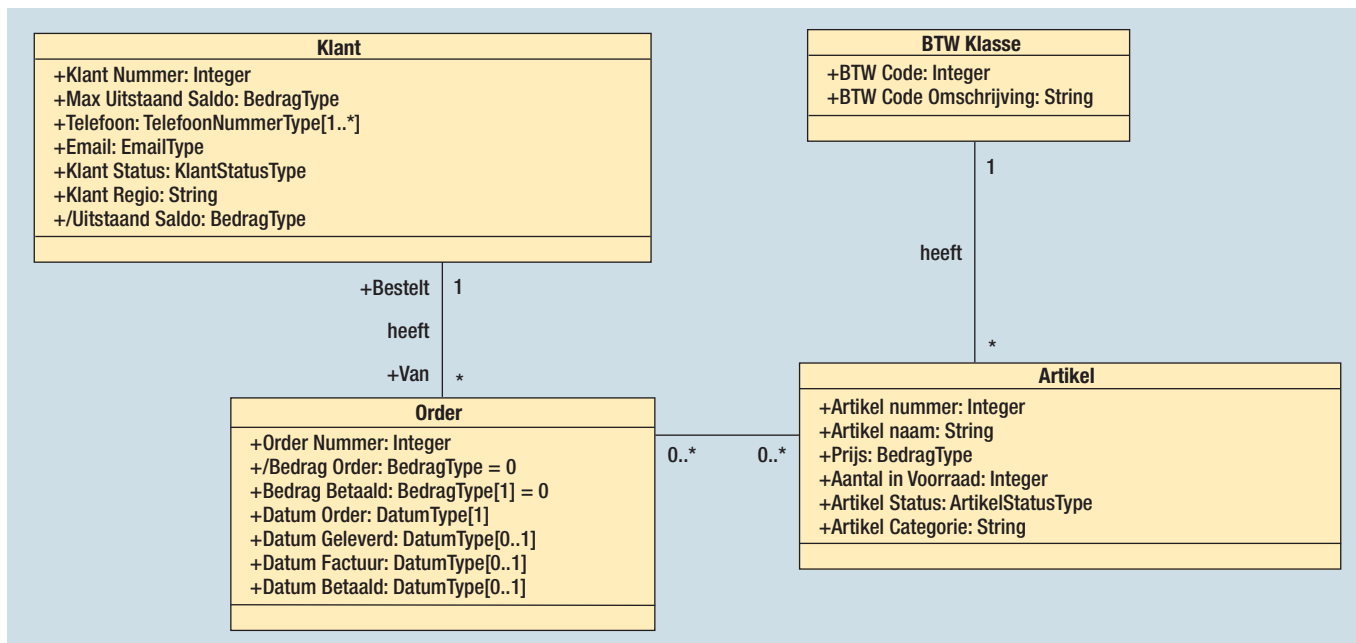 Klant
+Klant Nummer: Integer
+Max Uitstaand Saldo: BedragType
+Telefoon: TelefoonNummerType[1..*]
+Email: EmailType
+Klant Status: KlantStatusType
+Klant Regio: String
+/Uitstaand Saldo: BedragType
BTW Klasse
+BTW Code: Integer
+BTW Code Omschrijving: String
1
heeft
*
+Bestelt 1
heeft
+Van *
Order
+Order Nummer: Integer
+/Bedrag Order: BedragType = 0
+Bedrag Betaald: BedragType[1] = 0
+Datum Order: DatumType[1]
+Datum Geleverd: DatumType[0..1]
+Datum Factuur: DatumType[0..1]
+Datum Betaald: DatumType[0..1]
0..* 0..*
Artikel
+Artikel nummer: Integer
+Artikel naam: String
+Prijs: BedragType
+Aantal in Voorraad: Integer
+Artikel Status: ArtikelStatusType
+Artikel Categorie: String